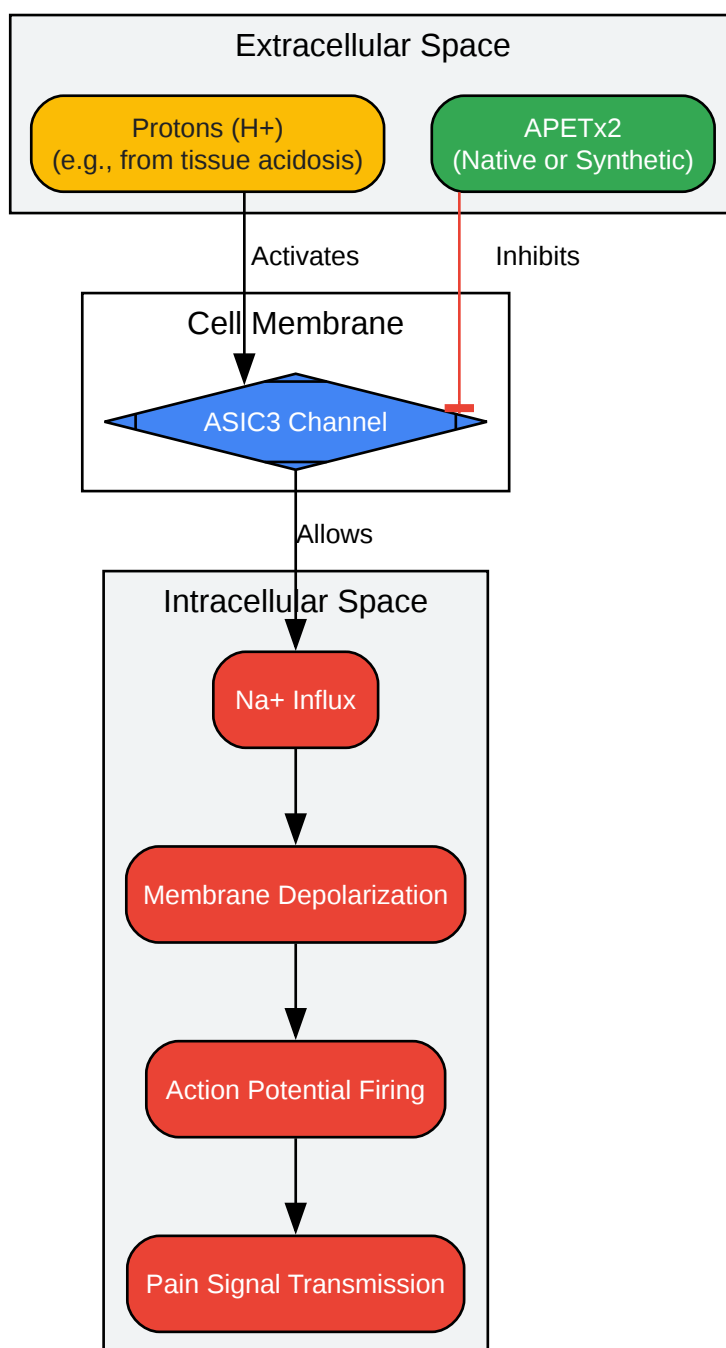 Extracellular Space
Protons (H+)
(e.g., from tissue acidosis)
APETx2
(Native or Synthetic)
Activates
Inhibits
Cell Membrane
ASIC3 Channel
Allows
Intracellular Space
Na+ Influx
Membrane Depolarization
Action Potential Firing
Pain Signal Transmission